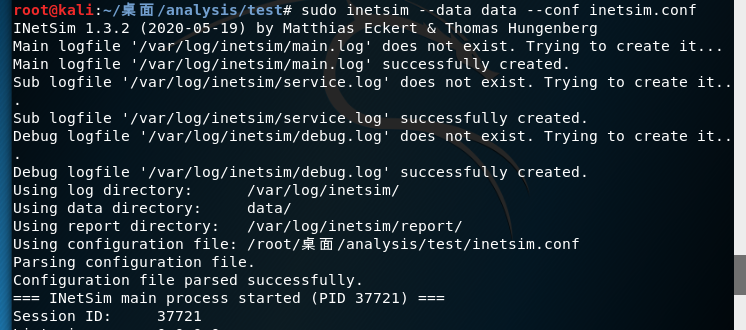 root@kali:~/桌面/analysis/test# sudo inetsim --data data --conf inetsim.conf
INetSim 1.3.2 (2020-05-19) by Matthias Eckert & Thomas Hungenberg
Main logfile '/var/log/inetsim/main.log' does not exist. Trying to create it...
Main logfile '/var/log/inetsim/main.log' successfully created.
Sub logfile '/var/log/inetsim/service.log' does not exist. Trying to create it..
.
Sub logfile '/var/log/inetsim/service.log' successfully created.
Debug logfile '/var/log/inetsim/debug.log' does not exist. Trying to create it..
.
Debug logfile '/var/log/inetsim/debug.log' successfully created.
Using log directory:      /var/log/inetsim/
Using data directory:     data/
Using report directory:   /var/log/inetsim/report/
Using configuration file: /root/桌面/analysis/test/inetsim.conf
Parsing configuration file.
Configuration file parsed successfully.
=== INetSim main process started (PID 37721) ===
Session ID:     37721